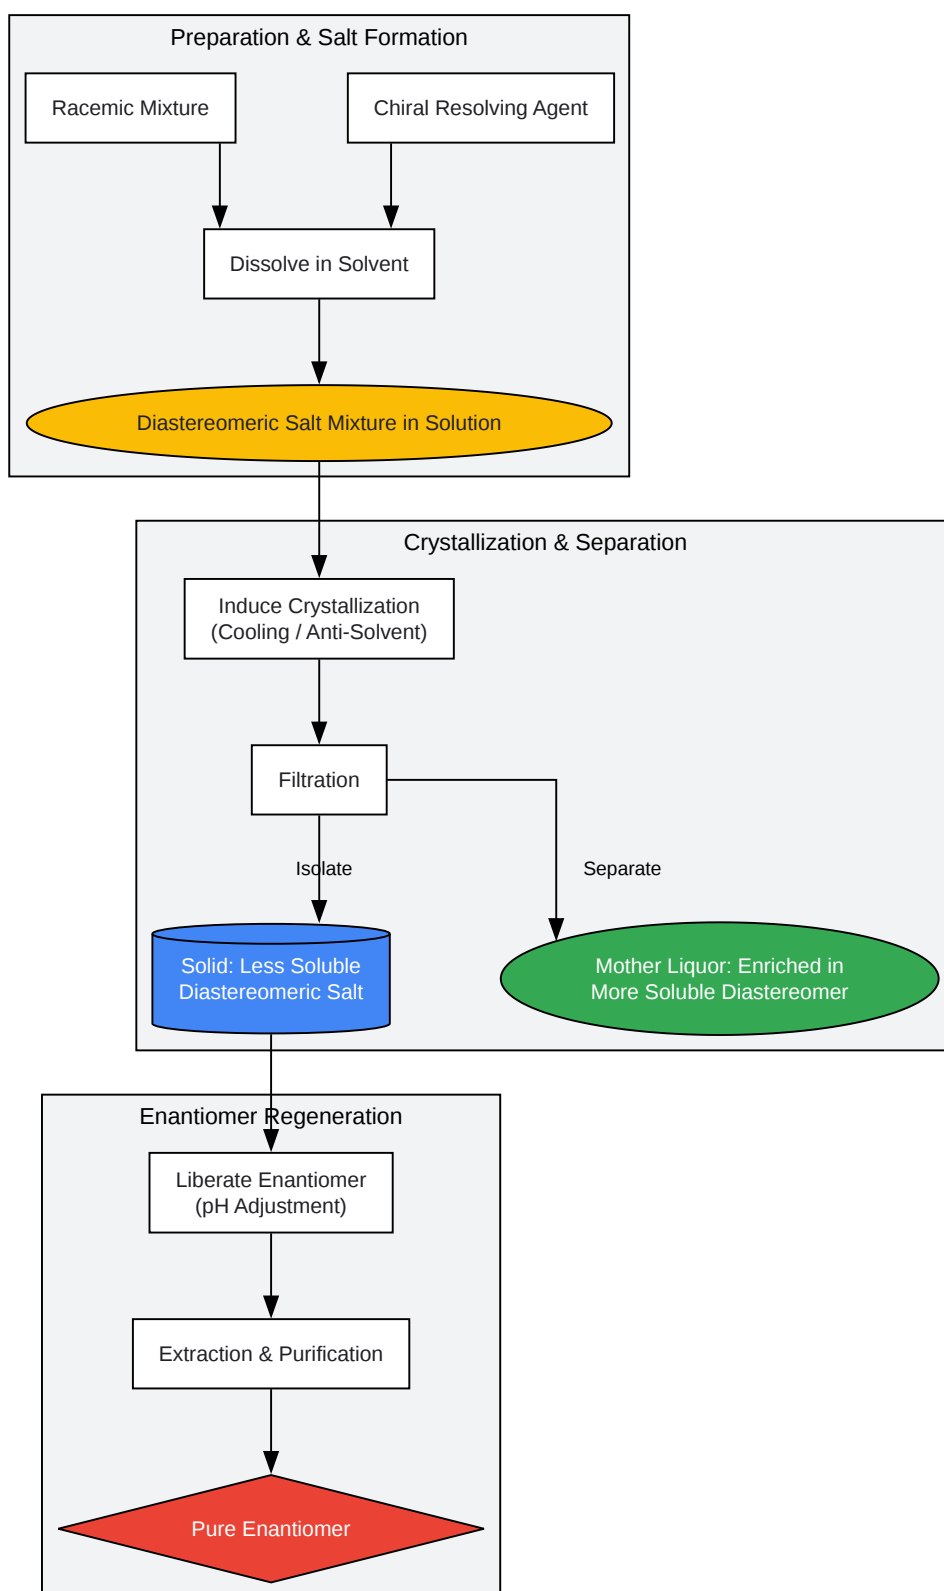 Preparation & Salt Formation
Racemic Mixture
Chiral Resolving Agent
Dissolve in Solvent
Diastereomeric Salt Mixture in Solution
Crystallization & Separation
Induce Crystallization
(Cooling / Anti-Solvent)
Filtration
Isolate
Separate
Solid: Less Soluble
Diastereomeric Salt
Mother Liquor: Enriched in
More Soluble Diastereomer
Enantiomer Regeneration
Liberate Enantiomer
(pH Adjustment)
Extraction & Purification
Pure Enantiomer